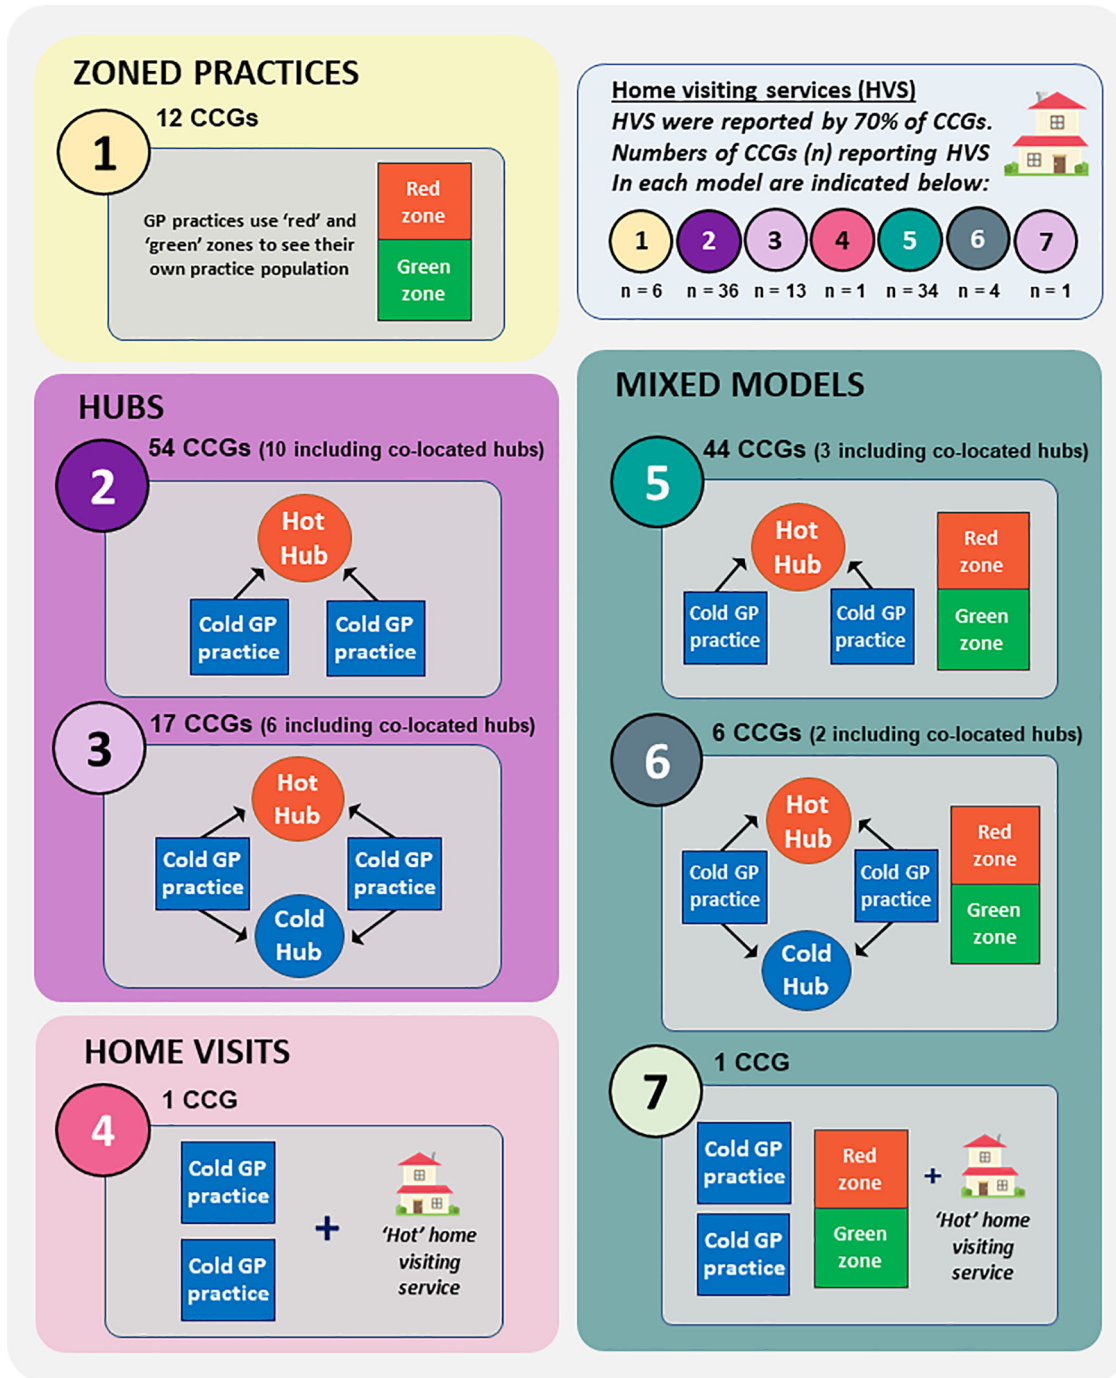 ZONED PRACTICES
12 CCGs
1
GP practices use ‘red’ and
‘green’ zones to see their
own practice population
Red
zone
Green
zone
Home visiting services (HVS)
HVS were reported by 70% of CCGs.
Numbers of CCGs (n) reporting HVS
In each model are indicated below:
1 2 3 4 5 6 7
n = 6 n = 36 n = 13 n = 1 n = 34 n = 4 n = 1
HUBS
54 CCGs (10 including co-located hubs)
2
Hot
Hub
Cold GP
practice
Cold GP
practice
17 CCGs (6 including co-located hubs)
3
Hot
Hub
Cold GP
practice
Cold GP
practice
Cold
Hub
HOME VISITS
1 CCG
4
Cold GP
practice
Cold GP
practice
+
‘Hot’ home
visiting
service
MIXED MODELS
44 CCGs (3 including co-located hubs)
5
Hot
Hub
Cold GP
practice
Cold GP
practice
Red
zone
Green
zone
6 CCGs (2 including co-located hubs)
6
Hot
Hub
Cold GP
practice
Cold GP
practice
Cold
Hub
Red
zone
Green
zone
1 CCG
7
Cold GP
practice
Cold GP
practice
Red
zone
Green
zone
+
‘Hot’ home
visiting
service